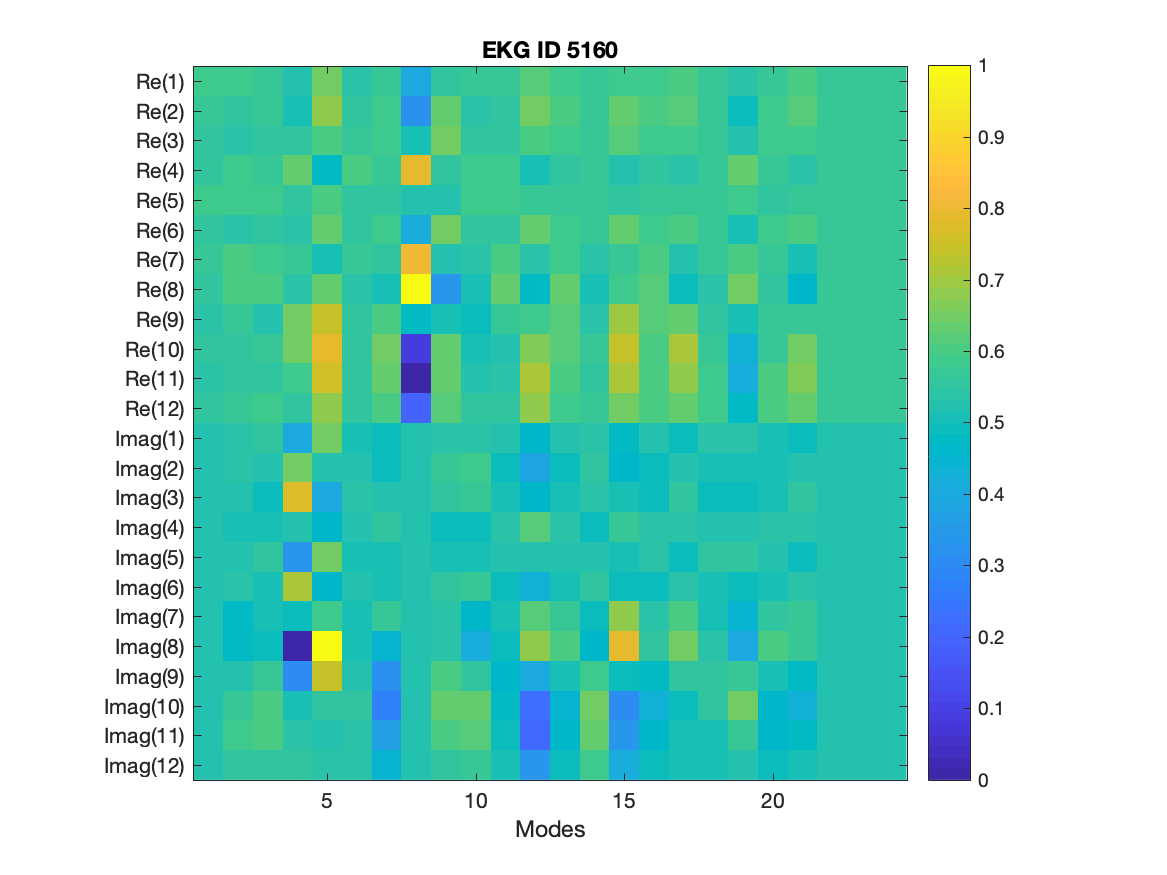 EKG ID 5160
Re(1)
Re(2)
Re(3)
Re(4)
Re(5)
Re(6)
Re(7)
Re(8)
Re(9)
Re(10)
Re(11)
Re(12)
Imag(1)
Imag(2)
Imag(3)
Imag(4)
Imag(5)
Imag(6)
Imag(7)
Imag(8)
Imag(9)
Imag(10)
Imag(11)
Imag(12)
5 10 15 20
Modes
1
0.9
0.8
0.7
0.6
0.5
0.4
0.3
0.2
0.1
0